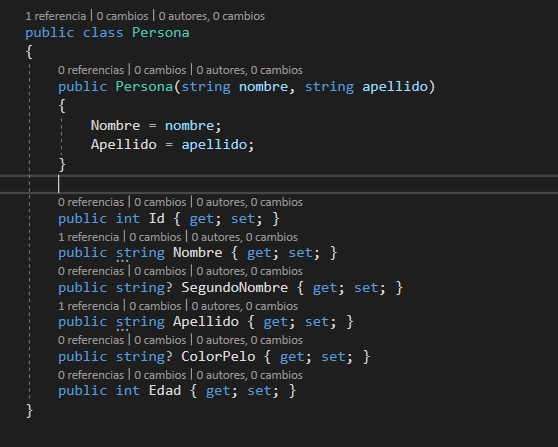 1 referencia | 0 cambios | 0 autores, 0 cambios
public class Persona
{
0 referencias | 0 cambios | 0 autores, 0 cambios
public Persona(string nombre, string apellido)
{
Nombre = nombre;
Apellido = apellido;
}
0 referencias | 0 cambios | 0 autores, 0 cambios
public int Id { get; set; }
1 referencia | 0 cambios | 0 autores, 0 cambios
public string Nombre { get; set; }
0 referencias | 0 cambios | 0 autores, 0 cambios
public string? SegundoNombre { get; set; }
1 referencia | 0 cambios | 0 autores, 0 cambios
public string Apellido { get; set; }
0 referencias | 0 cambios | 0 autores, 0 cambios
public string? ColorPelo { get; set; }
0 referencias | 0 cambios | 0 autores, 0 cambios
public int Edad { get; set; }
}